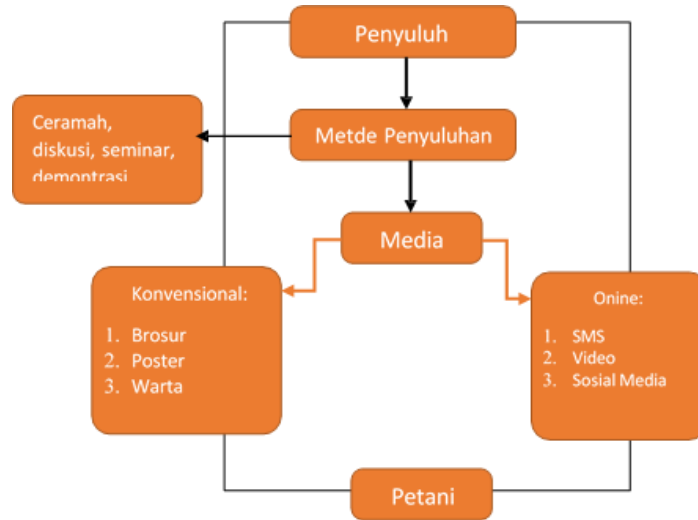 Penyuluh
Ceramah,
diskusi, seminar,
demontrasi
Metde Penyuluhan
Media
Konvensional:
1. Brosur
2. Poster
3. Warta
Onine:
1. SMS
2. Video
3. Sosial Media
Petani